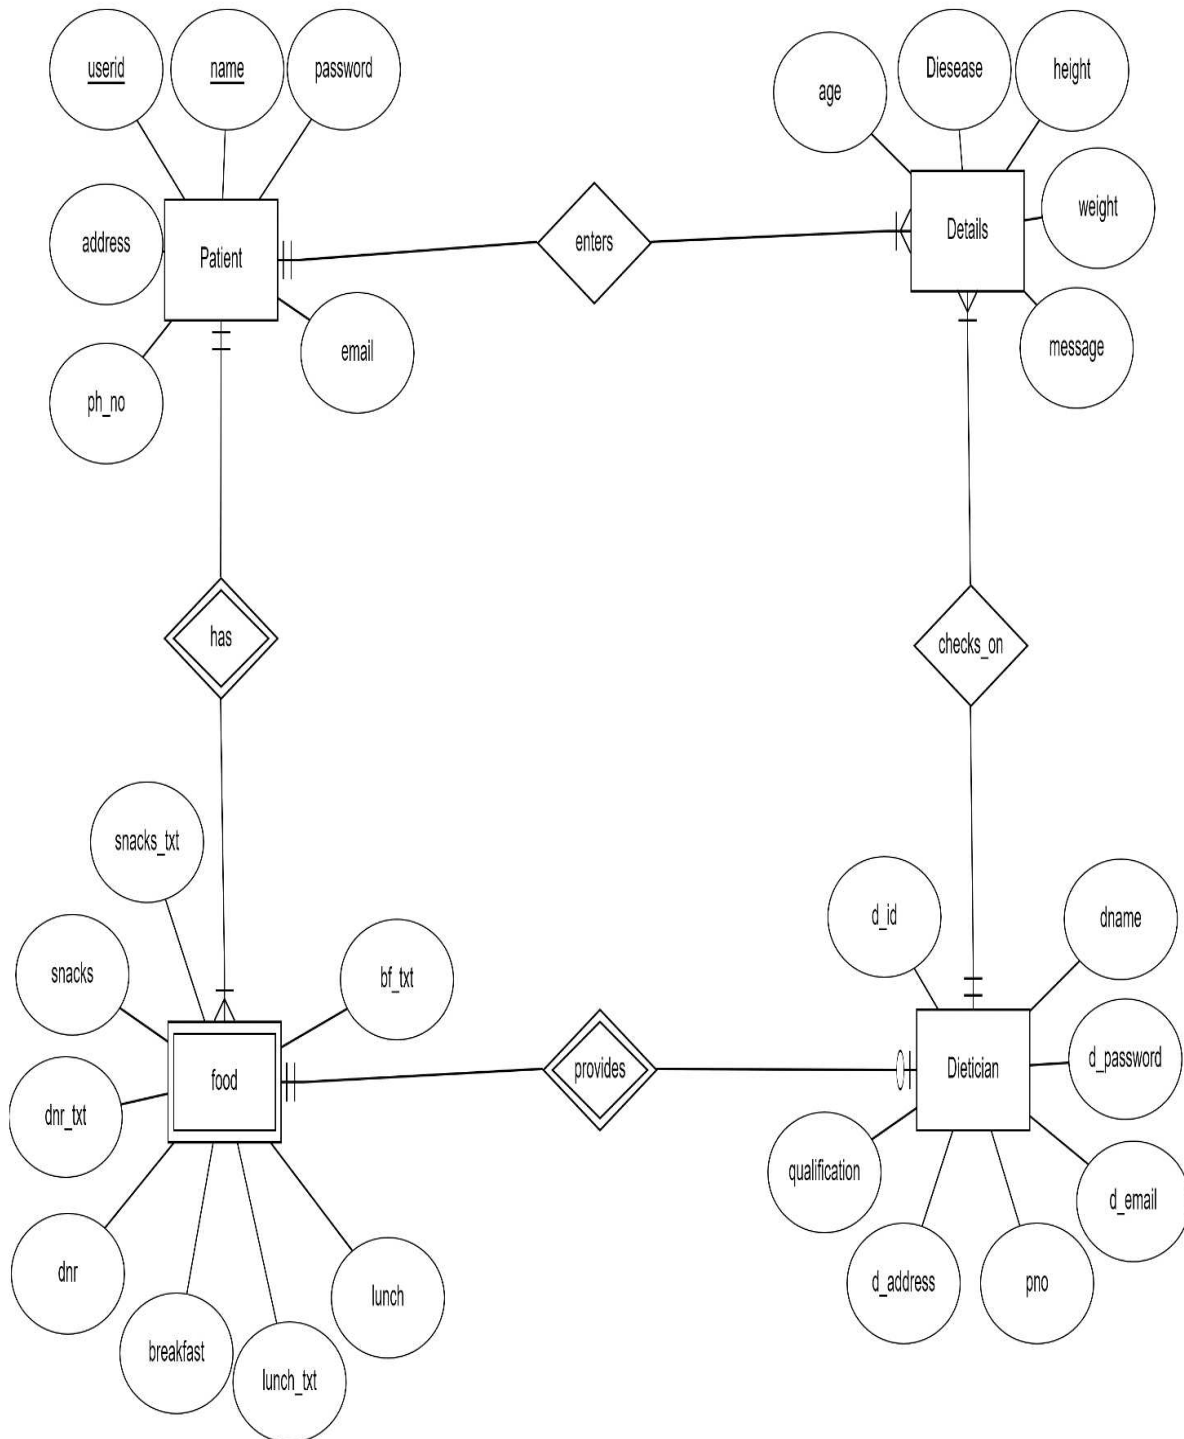 userid
name
password
age
Diesease
height
address
Patient
enters
Details
weight
email
message
ph_no
has
checks_on
snacks_txt
d_id
dname
snacks
bf_txt
food
provides
Dietician
d_password
dnr_txt
qualification
d_email
dnr
lunch
d_address
pno
breakfast
lunch_txt